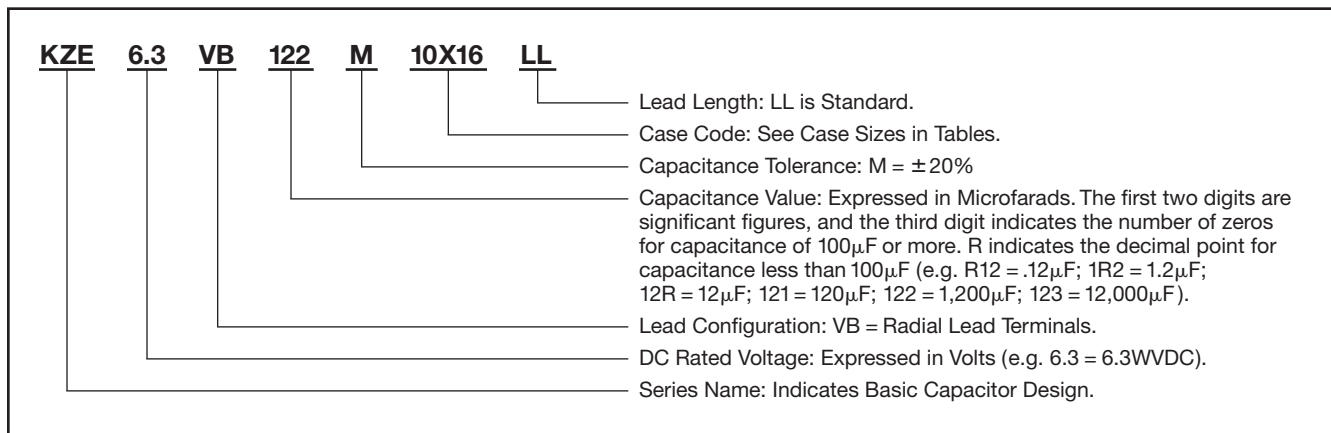 KZE 6.3 VB 122 M 10X16 LL
Lead Length: LL is Standard.
Case Code: See Case Sizes in Tables.
Capacitance Tolerance: M = ±20%
Capacitance Value: Expressed in Microfarads. The first two digits are
significant figures, and the third digit indicates the number of zeros
for capacitance of 100µF or more. R indicates the decimal point for
capacitance less than 100µF (e.g. R12 = .12µF; 1R2 = 1.2µF;
12R = 12µF; 121 = 120µF; 122 = 1,200µF; 123 = 12,000µF).
Lead Configuration: VB = Radial Lead Terminals.
DC Rated Voltage: Expressed in Volts (e.g. 6.3 = 6.3WVDC).
Series Name: Indicates Basic Capacitor Design.